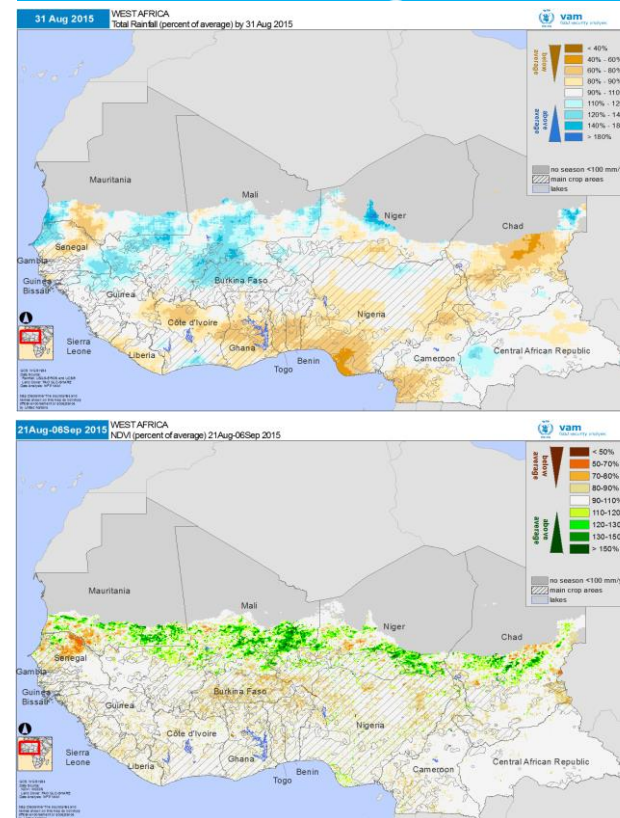 31 Aug 2015
WEST AFRICA
Total Rainfall (percent of average) by 31 Aug 2015
vam
food security analysis
below average
above average
< 40%
40% - 60%
60% - 80%
80% - 90%
90% - 110
110% - 12
120% - 14
140% - 18
> 180%
no season <100 mm/
main crop areas
lakes
Mauritania
Mali
Niger
Chad
Senegal
Gambia
Guinea
Bissau
Burkina Faso
Guinea
Nigeria
Côte d'Ivoire
Sierra
Leone
Liberia
Ghana
Togo
Benin
Cameroon
Central African Republic
21Aug-06Sep 2015
WEST AFRICA
NDVI (percent of average) 21Aug-06Sep 2015
vam
food security analysis
below average
above average
< 50%
50-70%
70-80%
80-90%
90-110%
110-120
120-130
130-150
> 150%
no season <100 mm/y
main crop areas
lakes
Mauritania
Mali
Niger
Chad
Senegal
Gambia
Guinea
Bissau
Burkina Faso
Guinea
Nigeria
Côte d'Ivoire
Sierra
Leone
Liberia
Ghana
Togo
Benin
Cameroon
Central African Republic